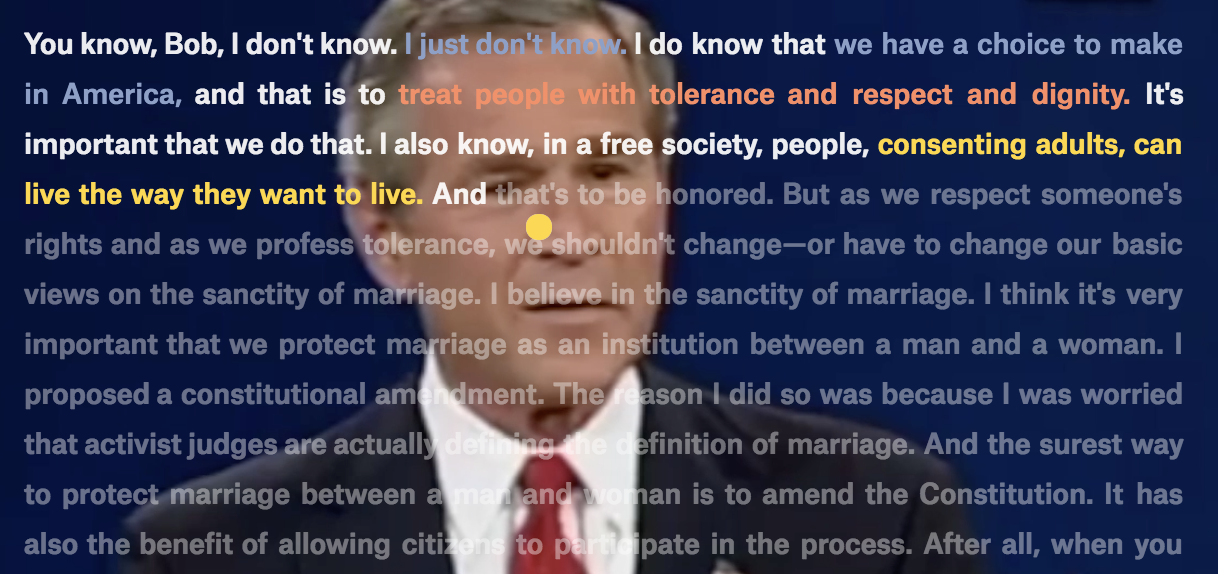 You know, Bob, I don't know. I just don't know. I do know that we have a choice to make
in America, and that is to treat people with tolerance and respect and dignity. It's
important that we do that. I also know, in a free society, people, consenting adults, can
live the way they want to live. And that's to be honored. But as we respect someone's
rights and as we profess tolerance, we shouldn't change—or have to change our basic
views on the sanctity of marriage. I believe in the sanctity of marriage. I think it's very
important that we protect marriage as an institution between a man and a woman. I
proposed a constitutional amendment. The reason I did so was because I was worried
that activist judges are actually defining the definition of marriage. And the surest way
to protect marriage between a man and woman is to amend the Constitution. It has
also the benefit of allowing citizens to participate in the process. After all, when you